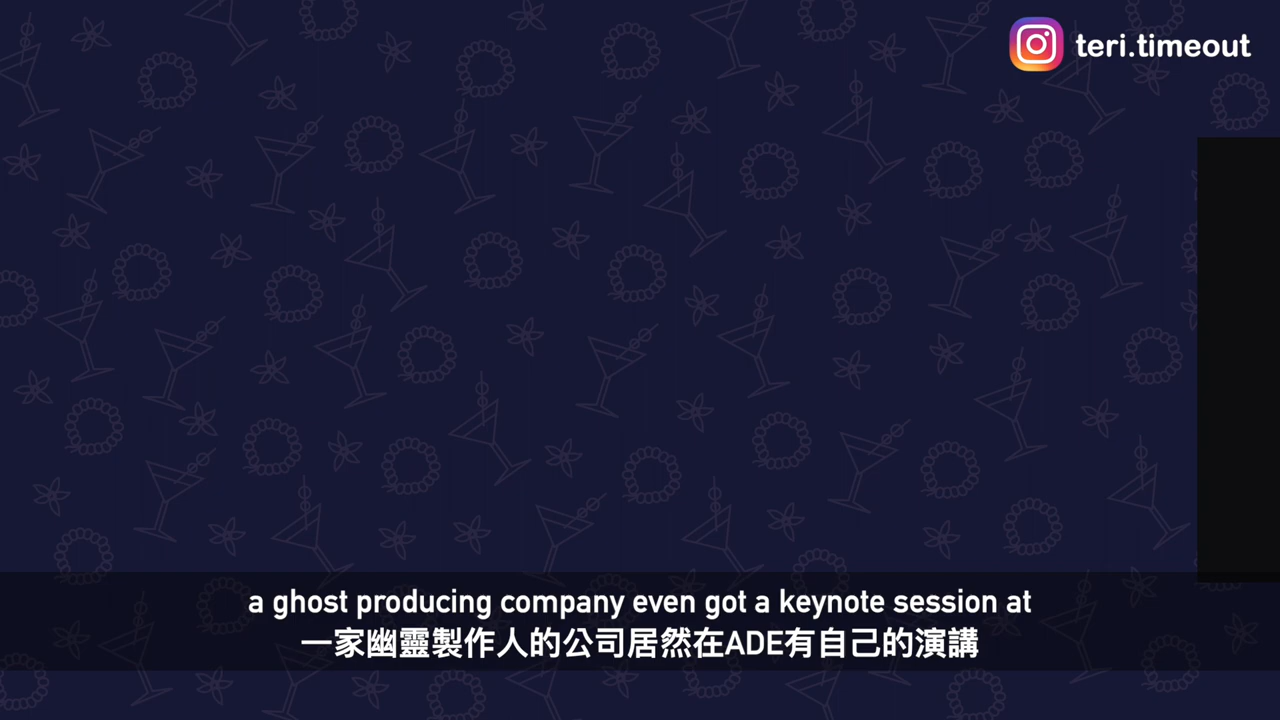 teri.timeout
a ghost producing company even got a keynote session at
一家幽靈製作人的公司居然在ADE有自己的演講